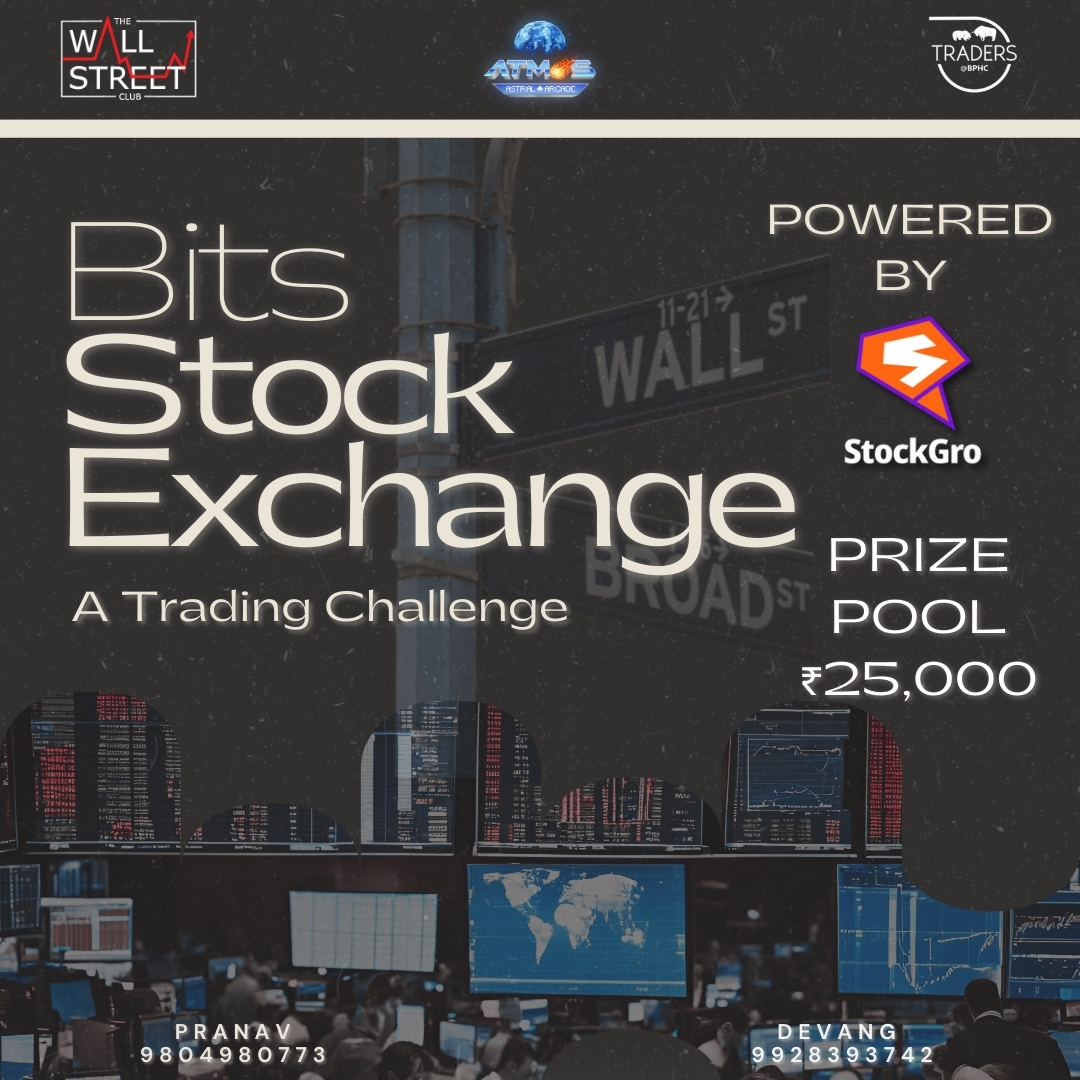 THE
WALL
STREET
CLUB
ATMOS
ASTRAL ♠ ARCADE
TRADERS
@BPHC
Bits
Stock
Exchange
A Trading Challenge
POWERED
BY
StockGro
PRIZE
POOL
₹25,000
11-21→
WALL ST
BROAD ST
PRANAV
9804980773
DEVANG
9928393742